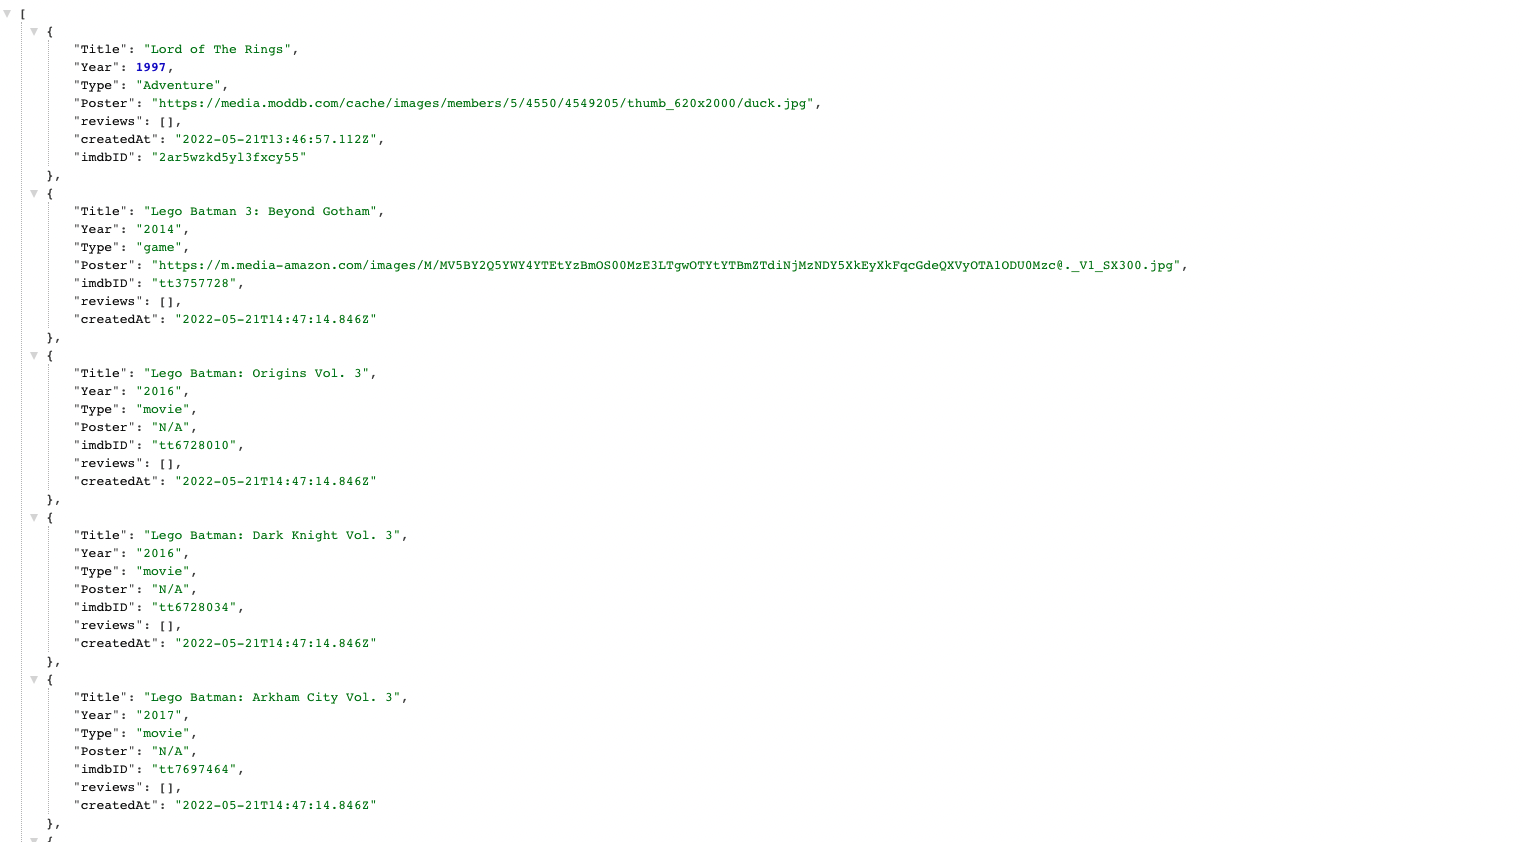 [
{
"Title": "Lord of The Rings",
"Year": 1997,
"Type": "Adventure",
"Poster": "https://media.moddb.com/cache/images/members/5/4550/4549205/thumb_620x2000/duck.jpg",
"reviews": [],
"createdAt": "2022-05-21T13:46:57.112Z",
"imdbID": "2ar5wzkd5yl3fxcy55"
},
{
"Title": "Lego Batman 3: Beyond Gotham",
"Year": "2014",
"Type": "game",
"Poster": "https://m.media-amazon.com/images/M/MV5BY2Q5YWY4YTEtYzBmOS00MzE3LTgwOTYtYTBmZTdiNjMzNDY5XkEyXkFqcGdeQXVyOTA1ODU0Mzc@._V1_SX300.jpg",
"imdbID": "tt3757728",
"reviews": [],
"createdAt": "2022-05-21T14:47:14.846Z"
},
{
"Title": "Lego Batman: Origins Vol. 3",
"Year": "2016",
"Type": "movie",
"Poster": "N/A",
"imdbID": "tt6728010",
"reviews": [],
"createdAt": "2022-05-21T14:47:14.846Z"
},
{
"Title": "Lego Batman: Dark Knight Vol. 3",
"Year": "2016",
"Type": "movie",
"Poster": "N/A",
"imdbID": "tt6728034",
"reviews": [],
"createdAt": "2022-05-21T14:47:14.846Z"
},
{
"Title": "Lego Batman: Arkham City Vol. 3",
"Year": "2017",
"Type": "movie",
"Poster": "N/A",
"imdbID": "tt7697464",
"reviews": [],
"createdAt": "2022-05-21T14:47:14.846Z"
},
{